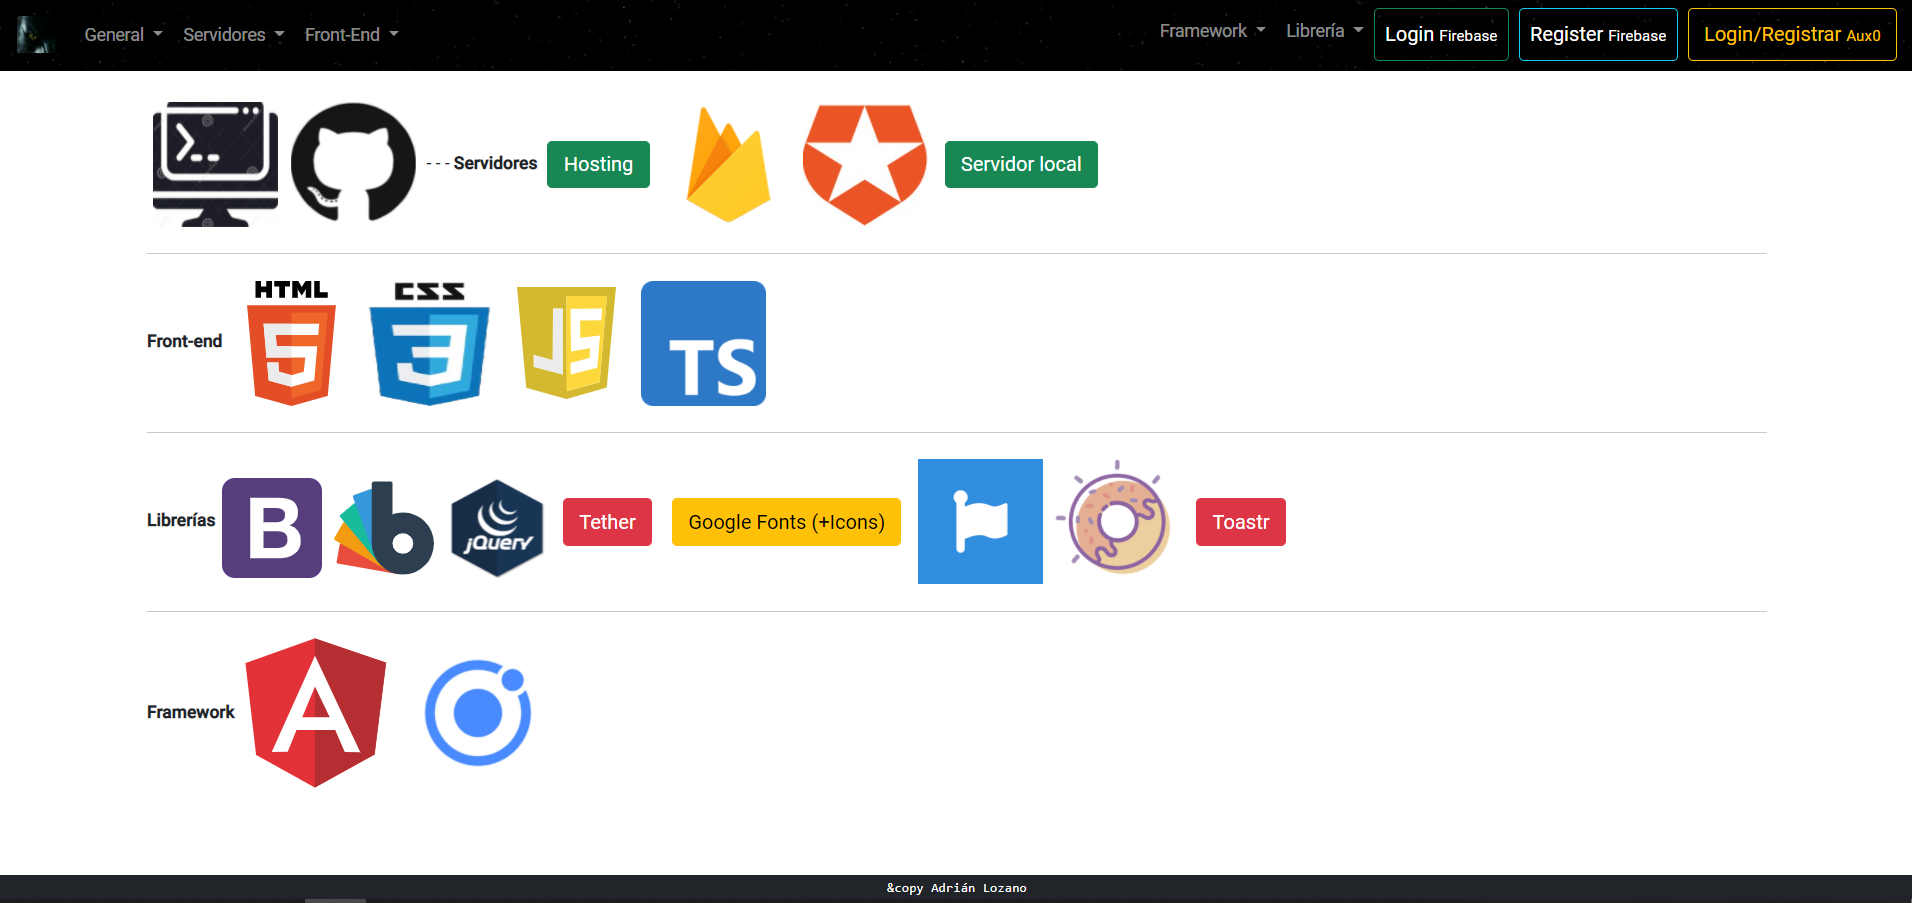 General Servidores Front-End Framework Librería Login Firebase Register Firebase Login/Registrar Aux0
- - - Servidores Hosting Servidor local
HTML CSS
Front-end 5 3 JS TS
Librerías B b jQuery Tether Google Fonts (+Icons) Toastr
Framework A
&copy Adrián Lozano